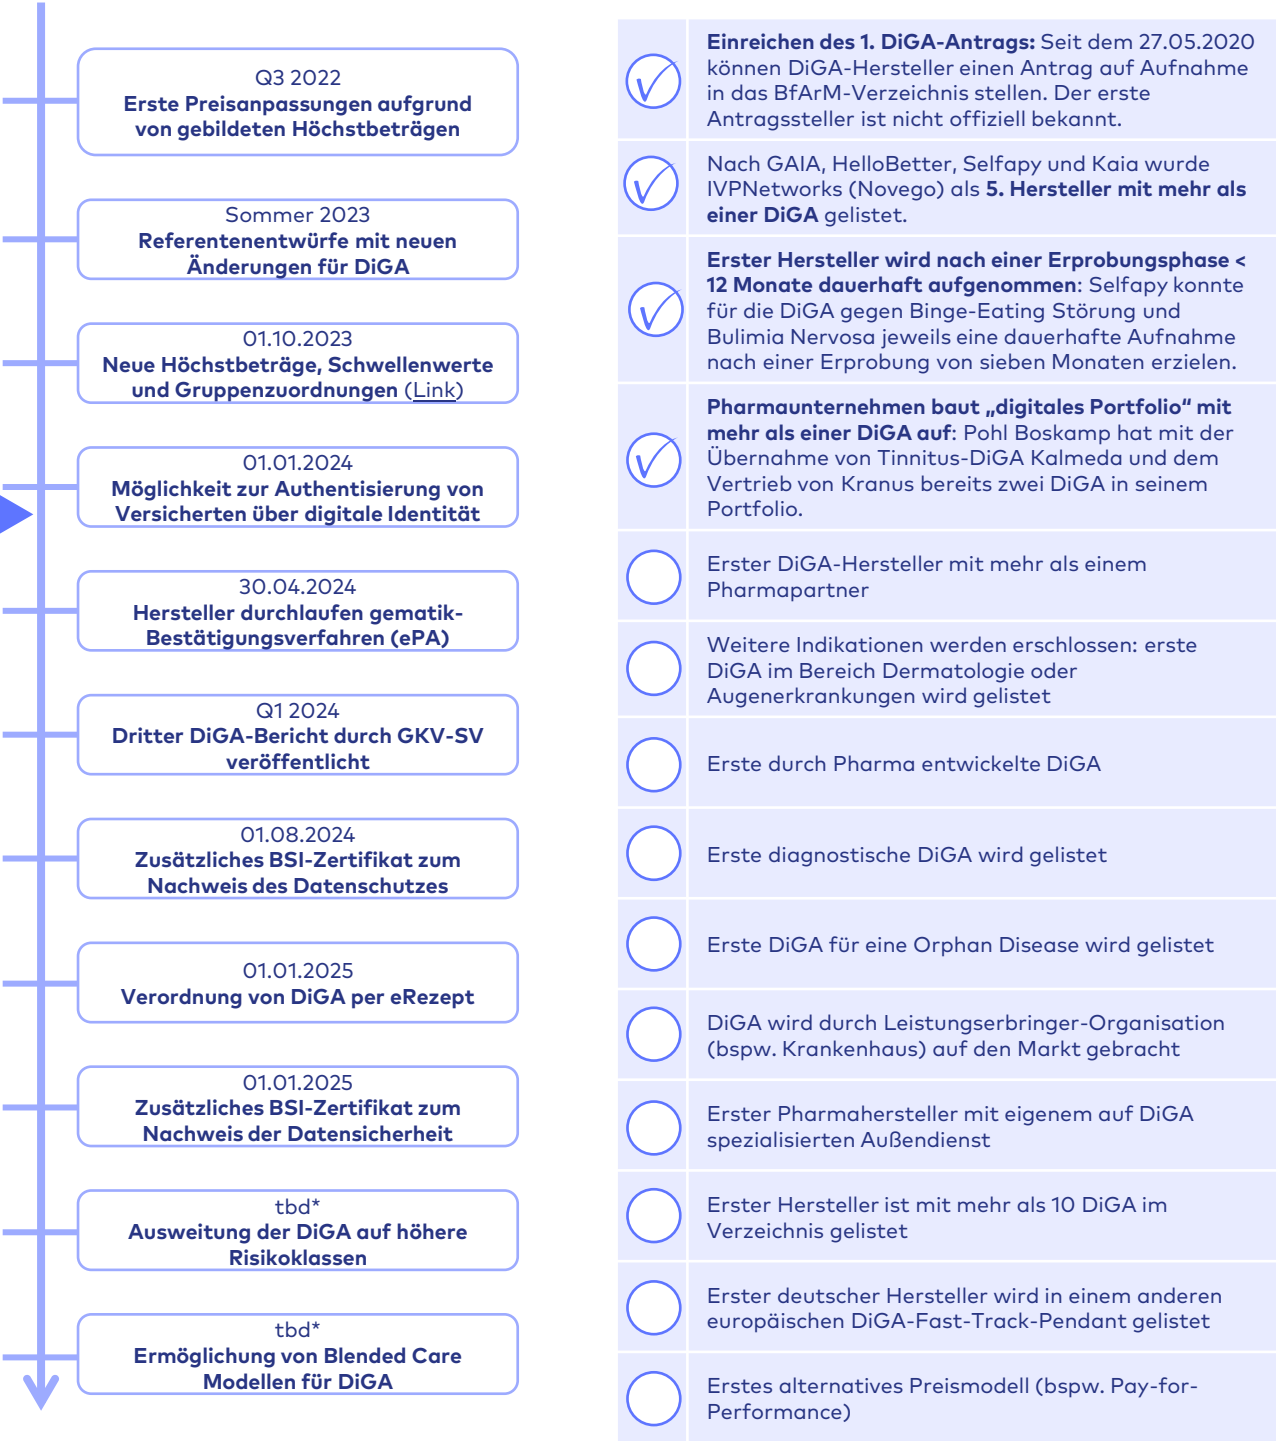 Q3 2022
Erste Preisanpassungen aufgrund
von gebildeten Höchstbeträgen
Sommer 2023
Referentenentwürfe mit neuen
Änderungen für DiGA
01.10.2023
Neue Höchstbeträge, Schwellenwerte
und Gruppenzuordnungen (Link)
01.01.2024
Möglichkeit zur Authentisierung von
Versicherten über digitale Identität
30.04.2024
Hersteller durchlaufen gematik-
Bestätigungsverfahren (ePA)
Q1 2024
Dritter DiGA-Bericht durch GKV-SV
veröffentlicht
01.08.2024
Zusätzliches BSI-Zertifikat zum
Nachweis des Datenschutzes
01.01.2025
Verordnung von DiGA per eRezept
01.01.2025
Zusätzliches BSI-Zertifikat zum
Nachweis der Datensicherheit
tbd*
Ausweitung der DiGA auf höhere
Risikoklassen
tbd*
Ermöglichung von Blended Care
Modellen für DiGA
Einreichen des 1. DiGA-Antrags: Seit dem 27.05.2020
können DiGA-Hersteller einen Antrag auf Aufnahme
in das BfArM-Verzeichnis stellen. Der erste
Antragssteller ist nicht offiziell bekannt.
Nach GAIA, HelloBetter, Selfapy und Kaia wurde
IVPNetworks (Novego) als 5. Hersteller mit mehr als
einer DiGA gelistet.
Erster Hersteller wird nach einer Erprobungsphase <
12 Monate dauerhaft aufgenommen: Selfapy konnte
für die DiGA gegen Binge-Eating Störung und
Bulimia Nervosa jeweils eine dauerhafte Aufnahme
nach einer Erprobung von sieben Monaten erzielen.
Pharmaunternehmen baut „digitales Portfolio“ mit
mehr als einer DiGA auf: Pohl Boskamp hat mit der
Übernahme von Tinnitus-DiGA Kalmeda und dem
Vertrieb von Kranus bereits zwei DiGA in seinem
Portfolio.
Erster DiGA-Hersteller mit mehr als einem
Pharmapartner
Weitere Indikationen werden erschlossen: erste
DiGA im Bereich Dermatologie oder
Augenerkrankungen wird gelistet
Erste durch Pharma entwickelte DiGA
Erste diagnostische DiGA wird gelistet
Erste DiGA für eine Orphan Disease wird gelistet
DiGA wird durch Leistungserbringer-Organisation
(bspw. Krankenhaus) auf den Markt gebracht
Erster Pharmahersteller mit eigenem auf DiGA
spezialisierten Außendienst
Erster Hersteller ist mit mehr als 10 DiGA im
Verzeichnis gelistet
Erster deutscher Hersteller wird in einem anderen
europäischen DiGA-Fast-Track-Pendant gelistet
Erstes alternatives Preismodell (bspw. Pay-for-
Performance)